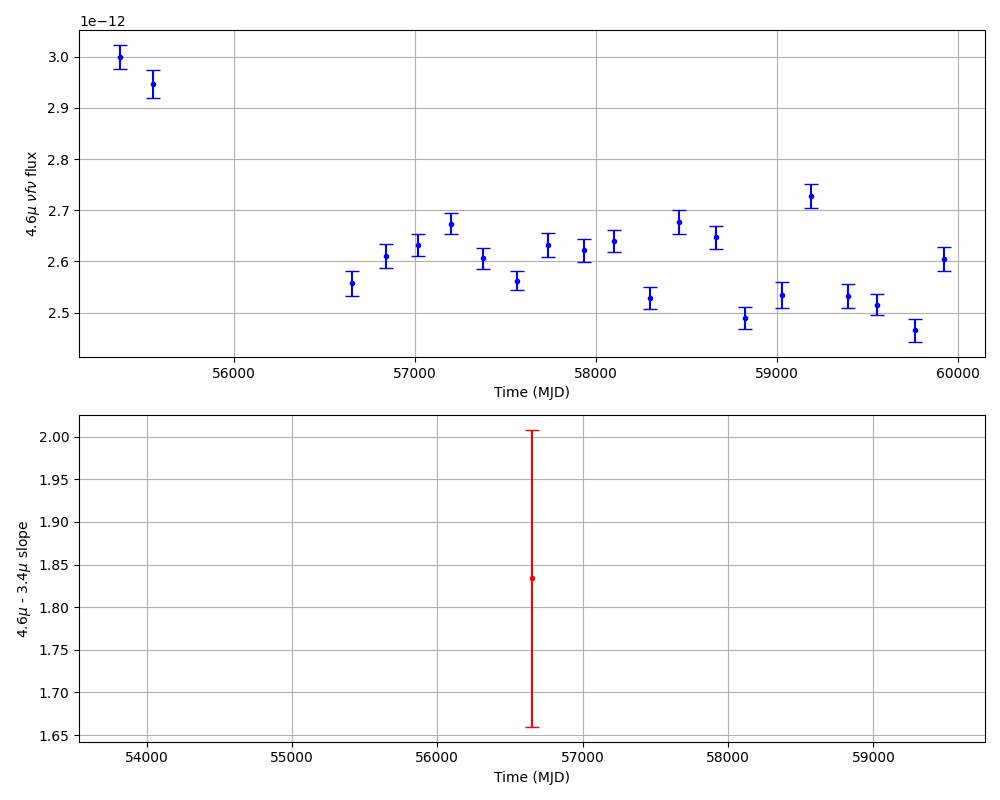 1e−12
3.0
2.9
2.8
2.7
2.6
2.5
4.6μ νfν flux
56000 57000 58000 59000 60000
Time (MJD)
2.00
1.95
1.90
1.85
1.80
1.75
1.70
1.65
4.6μ - 3.4μ slope
54000 55000 56000 57000 58000 59000
Time (MJD)